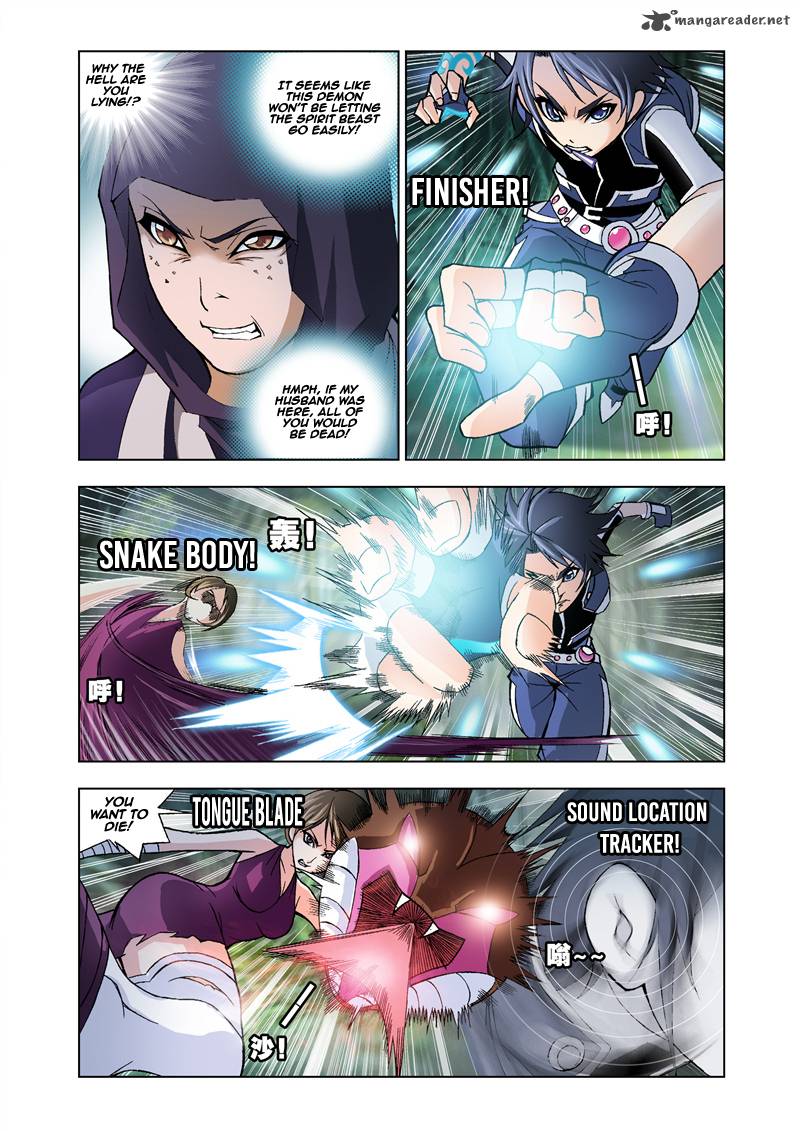 mangareader.net
WHY THE
HELL ARE
YOU
LYING!?
IT SEEMS LIKE
THIS DEMON
WON'T BE LETTING
THE SPIRIT BEAST
GO EASILY!
HMPH, IF MY
HUSBAND WAS
HERE, ALL OF
YOU WOULD
BE DEAD!
FINISHER!
呼!
SNAKE BODY!
轰!
呼!
YOU
WANT TO
DIE!
TONGUE BLADE
沙!
SOUND LOCATION
TRACKER!
嗡~~